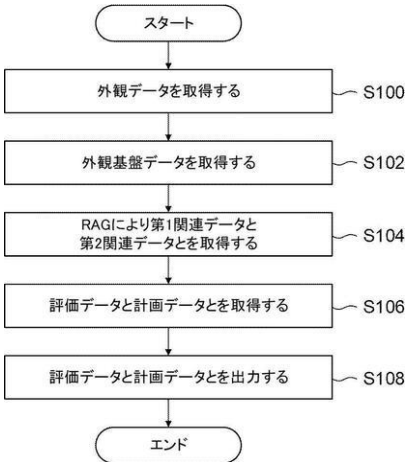 スタート
外観データを取得する
S100
外観基盤データを取得する
S102
RAGにより第1関連データと
第2関連データとを取得する
S104
評価データと計画データとを取得する
S106
評価データと計画データとを出力する
S108
エンド